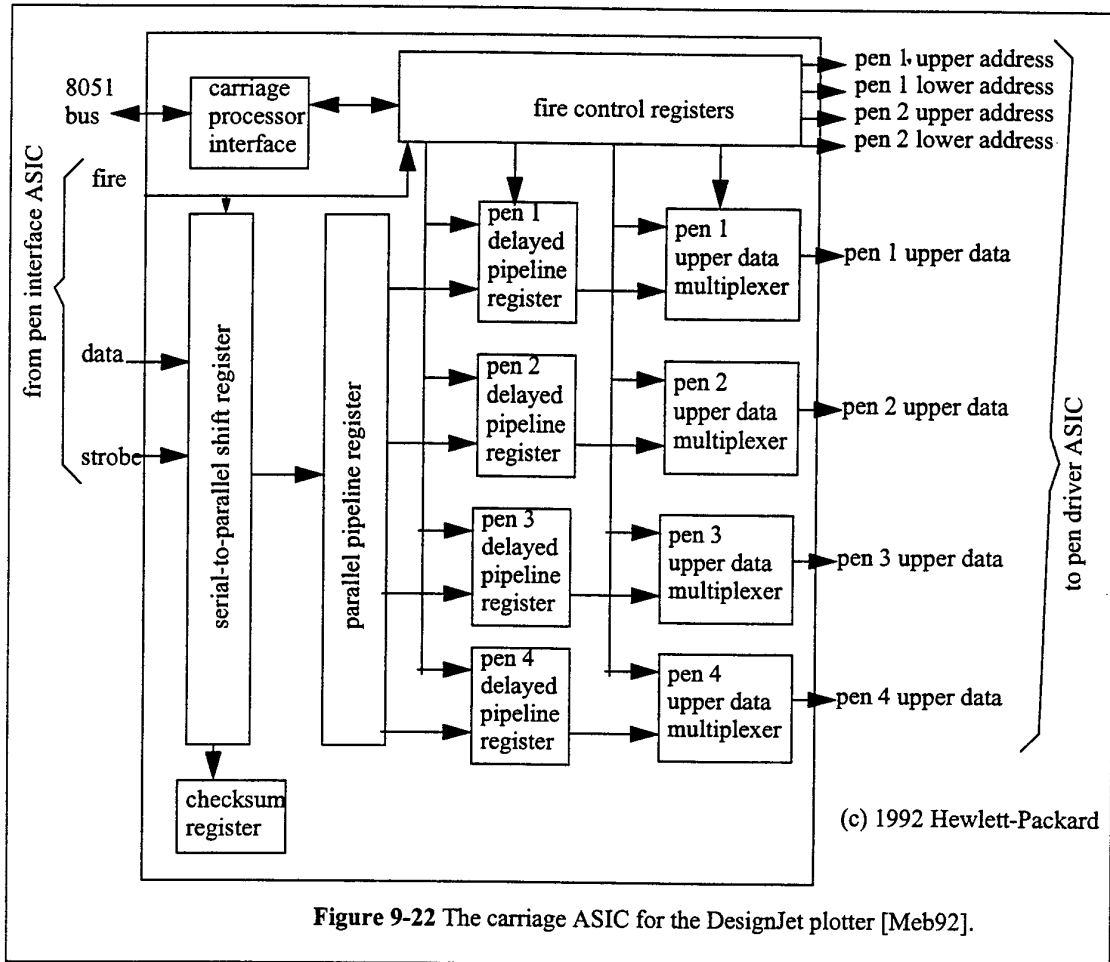 8051
bus
carriage
processor
interface
fire control registers
pen 1 upper address
pen 1 lower address
pen 2 upper address
pen 2 lower address
from pen interface ASIC
fire
data
strobe
serial-to-parallel shift register
parallel pipeline register
pen 1
delayed
pipeline
register
pen 1
upper data
multiplexer
pen 1 upper data
pen 2
delayed
pipeline
register
pen 2
upper data
multiplexer
pen 2 upper data
pen 3
delayed
pipeline
register
pen 3
upper data
multiplexer
pen 3 upper data
pen 4
delayed
pipeline
register
pen 4
upper data
multiplexer
pen 4 upper data
to pen driver ASIC
checksum
register
(c) 1992 Hewlett-Packard
Figure 9-22 The carriage ASIC for the DesignJet plotter [Meb92].